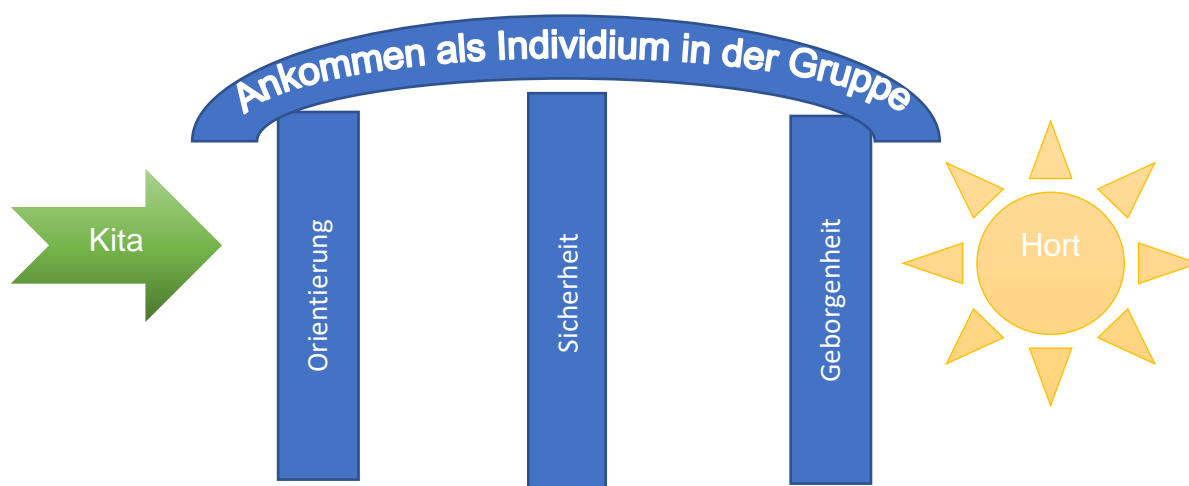 Ankommen als Individium in der Gruppe
Kita
Orientierung
Sicherheit
Geborgenheit
Hort